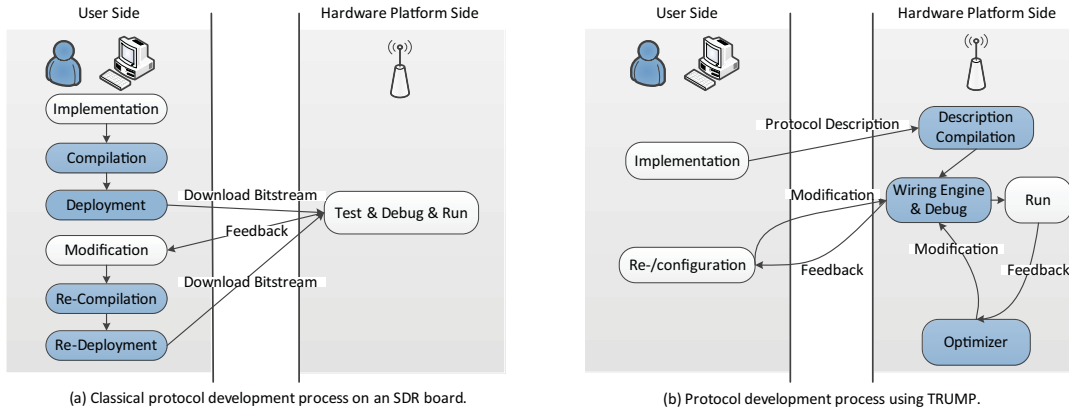 User Side
Hardware Platform Side
Implementation
Compilation
Deployment
Download Bitstream
Test & Debug & Run
Feedback
Modification
Download Bitstream
Re-Compilation
Re-Deployment
(a) Classical protocol development process on an SDR board.
User Side
Hardware Platform Side
Protocol Description
Description
Compilation
Implementation
Modification
Wiring Engine
& Debug
Run
Modification
Re-/configuration
Feedback
Feedback
Optimizer
(b) Protocol development process using TRUMP.